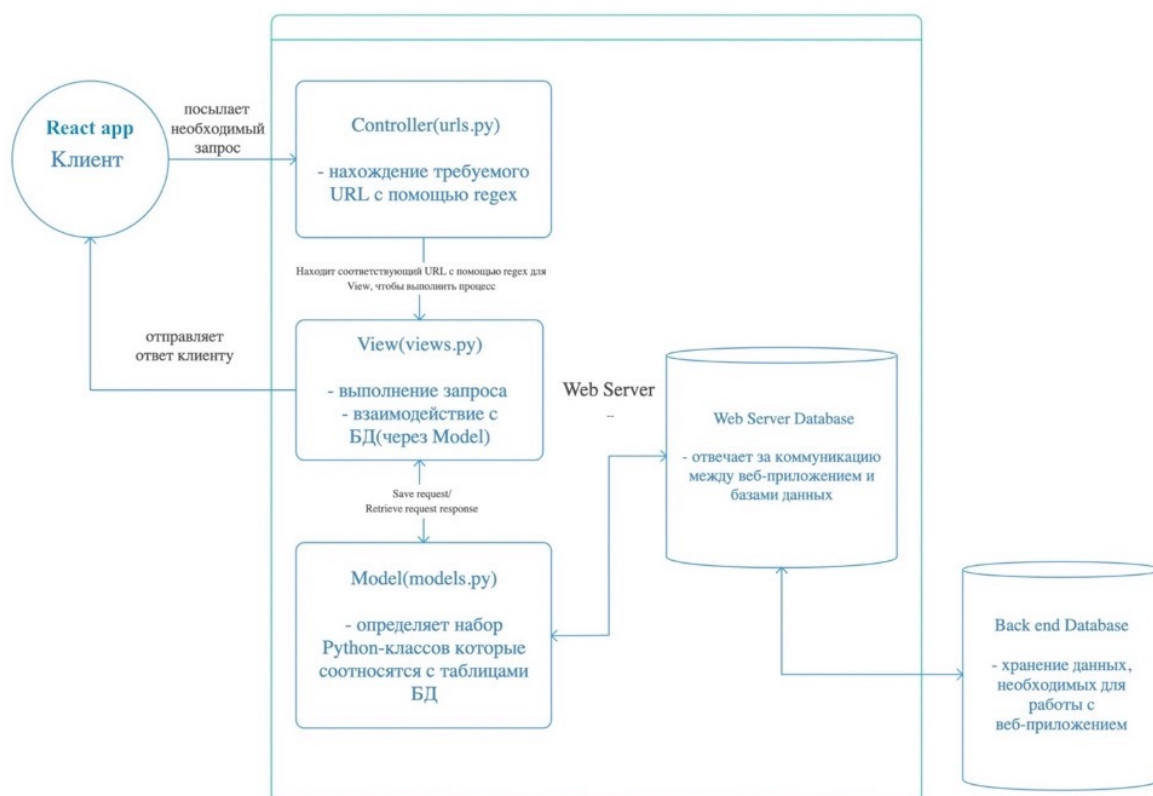 React app
Клиент
посылает
необходимый
запрос
Controller(urls.py)
- нахождение требуемого
URL с помощью regex
Находит соответствующий URL с помощью regex для
View, чтобы выполнить процесс
отправляет
ответ клиенту
View(views.py)
- выполнение запроса
- взаимодействие с
БД(через Model)
Web Server
--
Save request/
Retrieve request response
Model(models.py)
- определяет набор
Python-классов которые
соотносятся с таблицами
БД
Web Server Database
- отвечает за коммуникацию
между веб-приложением и
базами данных
Back end Database
- хранение данных,
необходимых для
работы с
веб-приложением